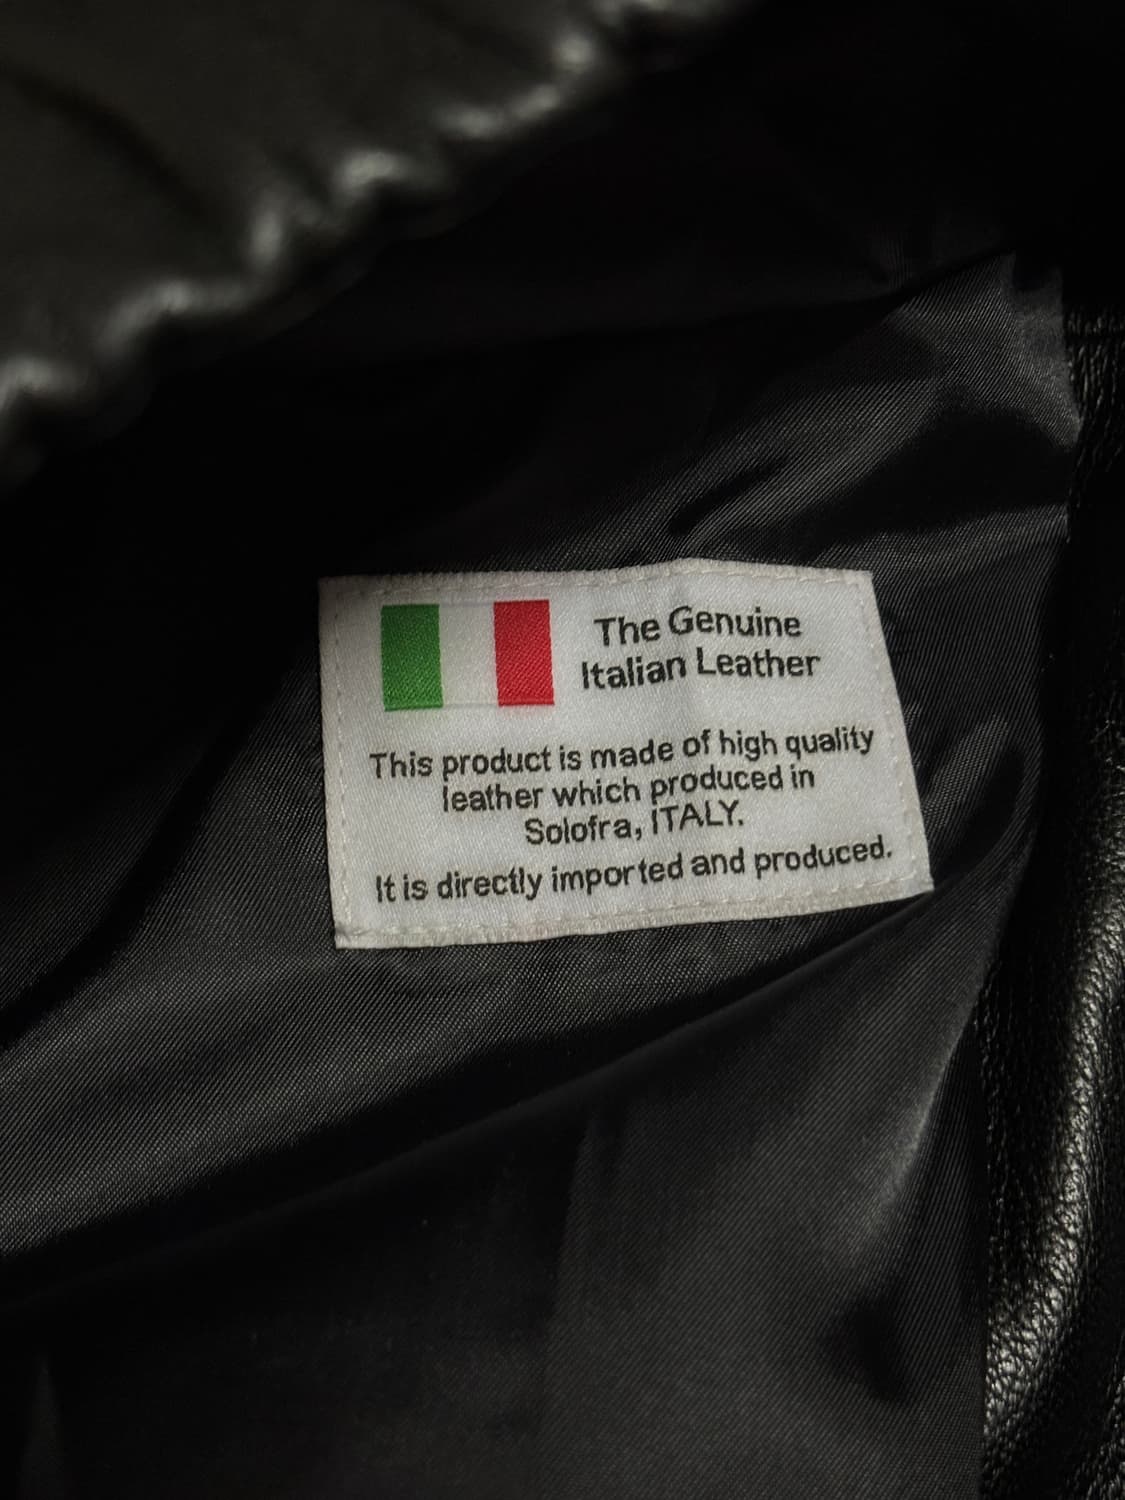 The Genuine
Italian Leather
This product is made of high quality
leather which produced in
Solofra, ITALY.
It is directly imported and produced.